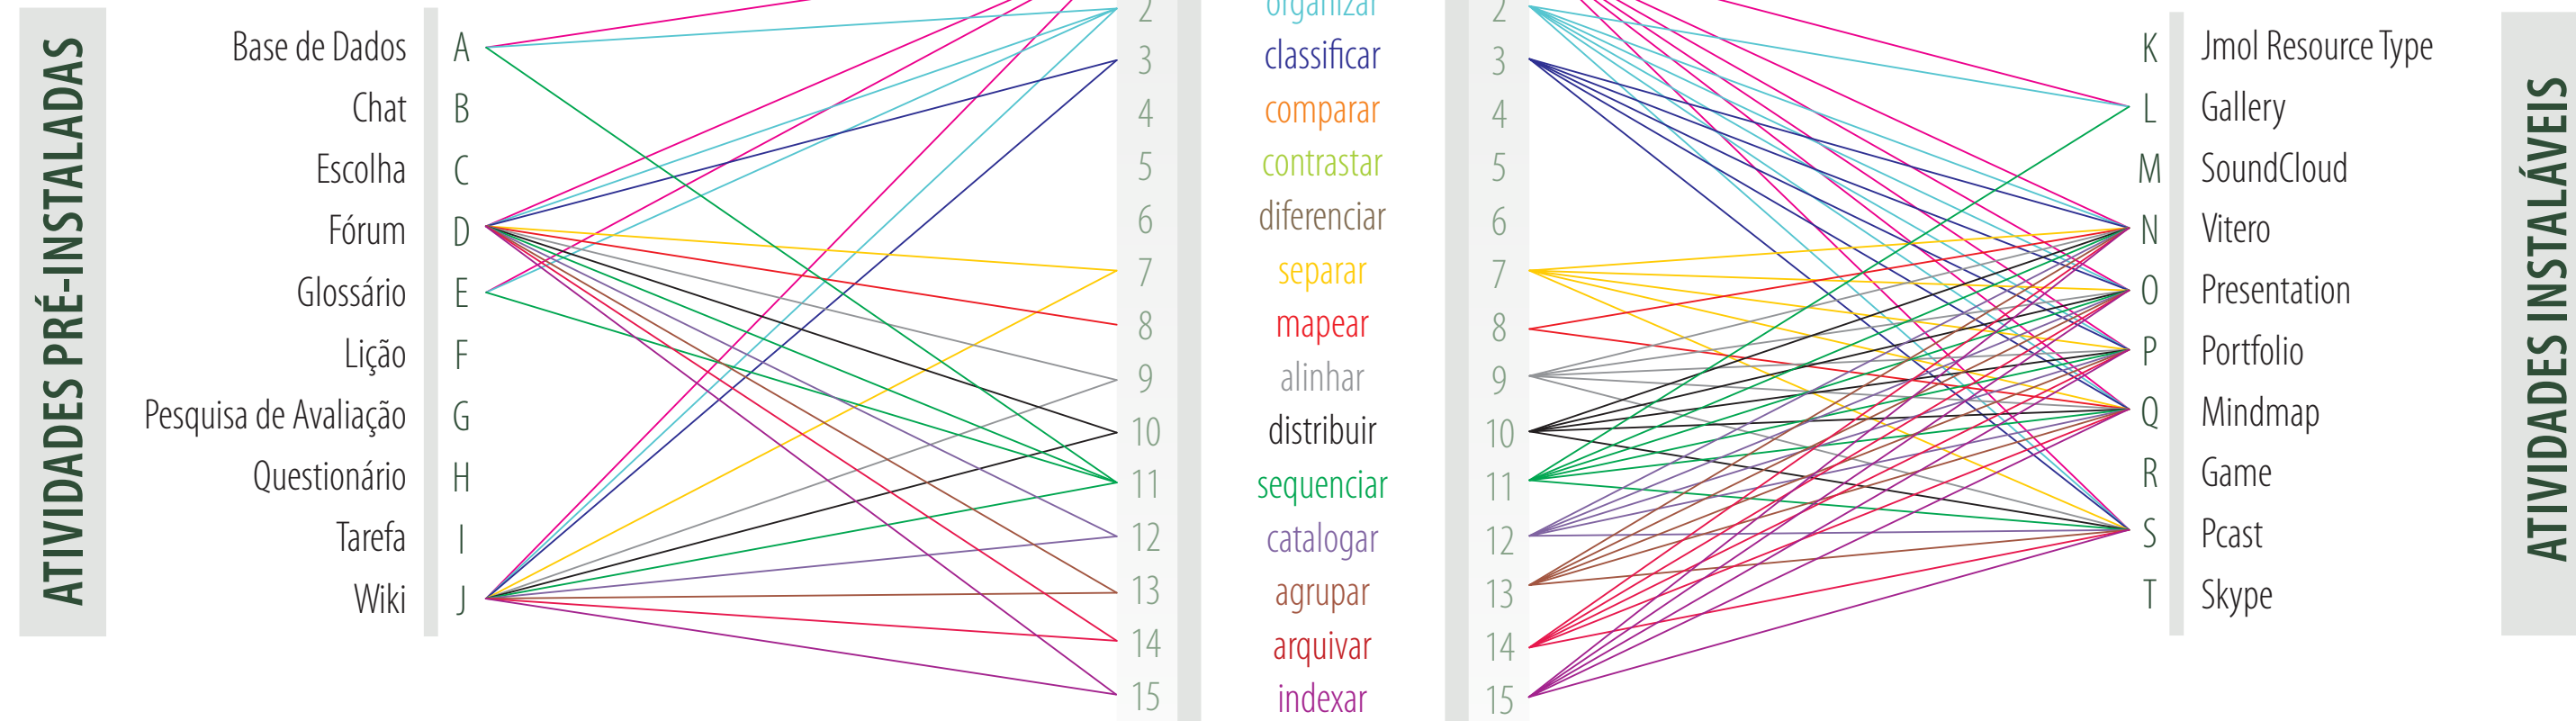 ATIVIDADES PRÉ-INSTALADAS
Base de Dados A
Chat B
Escolha C
Fórum D
Glossário E
Lição F
Pesquisa de Avaliação G
Questionário H
Tarefa I
Wiki J
2 organizar 2
3 classificar 3
4 comparar 4
5 contrastar 5
6 diferenciar 6
7 separar 7
8 mapear 8
9 alinhar 9
10 distribuir 10
11 sequenciar 11
12 catalogar 12
13 agrupar 13
14 arquivar 14
15 indexar 15
K Jmol Resource Type
L Gallery
M SoundCloud
N Vitero
O Presentation
P Portfolio
Q Mindmap
R Game
S Pcast
T Skype
ATIVIDADES INSTALÁVEIS